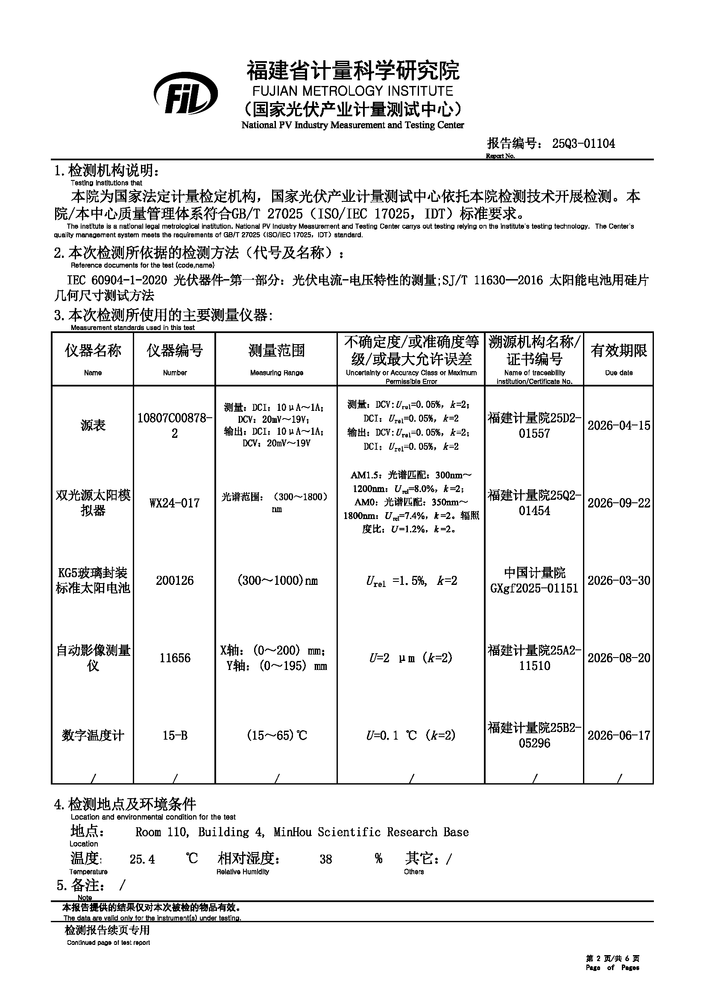 FJL
福建省计量科学研究院
FUJIAN METROLOGY INSTITUTE
（国家光伏产业计量测试中心）
National PV Industry Measurement and Testing Center
报告编号： 25Q3-01104
Report No.
1. 检测机构说明：
Testing institutions that
本院为国家法定计量检定机构，国家光伏产业计量测试中心依托本院检测技术开展检测。本
院/本中心质量管理体系符合GB/T 27025（ISO/IEC 17025，IDT）标准要求。
The institute is a national legal metrological institution. National PV Industry Measurement and Testing Center carrys out testing relying on the institute's testing technology. The Center's
quality management system meets the requirements of GB/T 27025（ISO/IEC 17025，IDT）standard.
2. 本次检测所依据的检测方法（代号及名称）：
Reference documents for the test (code,name)
IEC 60904-1-2020 光伏器件-第一部分：光伏电流-电压特性的测量;SJ/T 11630—2016 太阳能电池用硅片
几何尺寸测试方法
3. 本次检测所使用的主要测量仪器:
Measurement standards used in this test
仪器名称
Name
仪器编号
Number
测量范围
Measuring Range
不确定度/或准确度等
级/或最大允许误差
Uncertainty or Accuracy Class or Maximum
Permissible Error
溯源机构名称/
证书编号
Name of traceability
institution/Certificate No.
有效期限
Due date
源表
10807C00878-
2
测量：DCI：10μA～1A；
DCV：20mV～19V；
输出：DCI：10μA～1A；
DCV：20mV～19V
测量：DCV:Urel=0.05%，k=2；
DCI：Urel=0.05%，k=2
输出：DCV:Urel=0.05%，k=2；
DCI：Urel=0.05%，k=2
福建计量院25D2-
01557
2026-04-15
双光源太阳模
拟器
WX24-017
光谱范围：（300～1800）
nm
AM1.5：光谱匹配：300nm～
1200nm：Urel=8.0%，k=2；
AM0：光谱匹配：350nm～
1800nm：Urel=7.4%，k=2。辐照
度比：U=1.2%，k=2。
福建计量院25Q2-
01454
2026-09-22
KG5玻璃封装
标准太阳电池
200126
(300～1000)nm
Urel =1.5%, k=2
中国计量院
GXgf2025-01151
2026-03-30
自动影像测量
仪
11656
X轴：(0～200) mm；
Y轴：(0～195) mm
U=2 μm (k=2)
福建计量院25A2-
11510
2026-08-20
数字温度计
15-B
(15～65)℃
U=0.1 ℃ (k=2)
福建计量院25B2-
05296
2026-06-17
/ / / / / /
4. 检测地点及环境条件
Location and environmental condition for the test
地点： Room 110, Building 4, MinHou Scientific Research Base
Location
温度: 25.4 ℃ 相对湿度： 38 % 其它：/
Temperature Relative Humidity Others
5. 备注： /
Note
本报告提供的结果仅对本次被检的物品有效。
The data are valid only for the instrument(s) under testing.
检测报告续页专用
Continued page of test report
第 2 页/共 6 页
Page of Pages